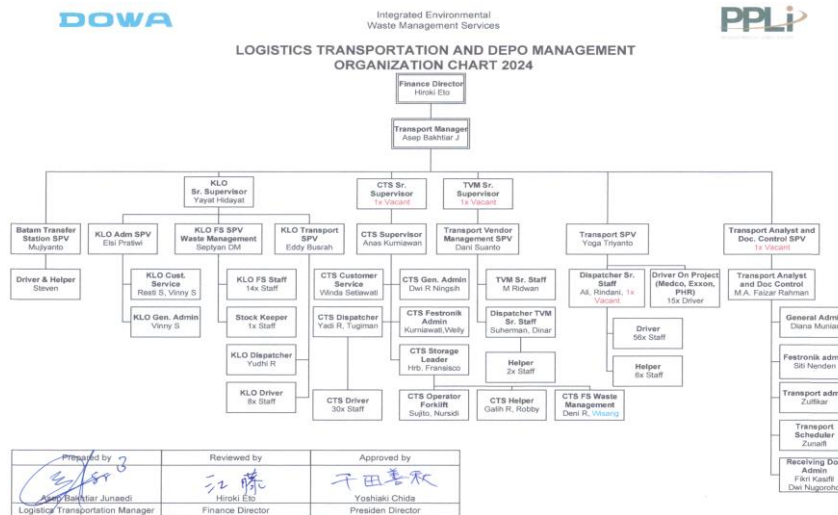 DOWA
Integrated Environmental
Waste Management Services
PPLi
LOGISTICS TRANSPORTATION AND DEPO MANAGEMENT
ORGANIZATION CHART 2024
Finance Director
Hiroki Eto
Transport Manager
Asep Bakhtiar J
KLO
Sr. Supervisor
Yayat Hidayat
CTS Sr.
Supervisor
1x Vacant
TVM Sr.
Supervisor
1x Vacant
Batam Transfer
Station SPV
Mujiyanto
KLO Adm SPV
Elsi Pratiwi
KLO FS SPV
Waste Management
Septyan DM
KLO Transport
SPV
Eddy Busrah
CTS Supervisor
Anas Kurniawan
Transport Vendor
Management SPV
Dani Suanto
Transport SPV
Yoga Triyanto
Transport Analyst and
Doc. Control SPV
1x Vacant
Driver & Helper
Steven
KLO Cust.
Service
Resti S, Vinny S
KLO Gen. Admin
Vinny S
KLO FS Staff
14x Staff
Stock Keeper
1x Staff
KLO Dispatcher
Yudhi R
KLO Driver
8x Staff
CTS Customer
Service
Winda Setiawati
CTS Dispatcher
Yadi R, Tugiman
CTS Driver
30x Staff
CTS Gen. Admin
Dwi R Ningsih
CTS Festronik
Admin
Kurniawati,Welly
CTS Storage
Leader
Hrb. Fransisco
CTS Operator
Forklift
Sujito, Nursidi
CTS Helper
Galih R, Robby
CTS FS Waste
Management
Deni R, Wisang
TVM Sr. Staff
M Ridwan
Dispatcher TVM
Sr. Staff
Suherman, Dinar
Helper
2x Staff
Dispatcher Sr.
Staff
Ali, Rindani, 1x
Vacant
Driver On Project
(Medco, Exxon,
PHR)
15x Driver
Driver
56x Staff
Helper
6x Staff
Transport Analyst
and Doc Control
M.A. Faizar Rahman
General Admi
Diana Muniar
Festronik adm
Siti Nenden
Transport adm
Zulfikar
Transport
Scheduler
Zunaifi
Receiving Do
Admin
Fikri Kasifil
Dwi Nugoroho
Prepared by
Reviewed by
Approved by
江藤
千田善秋
Asep Bakhtiar Junaedi
Hiroki Eto
Yoshiaki Chida
Logistics Transportation Manager
Finance Director
Presiden Director